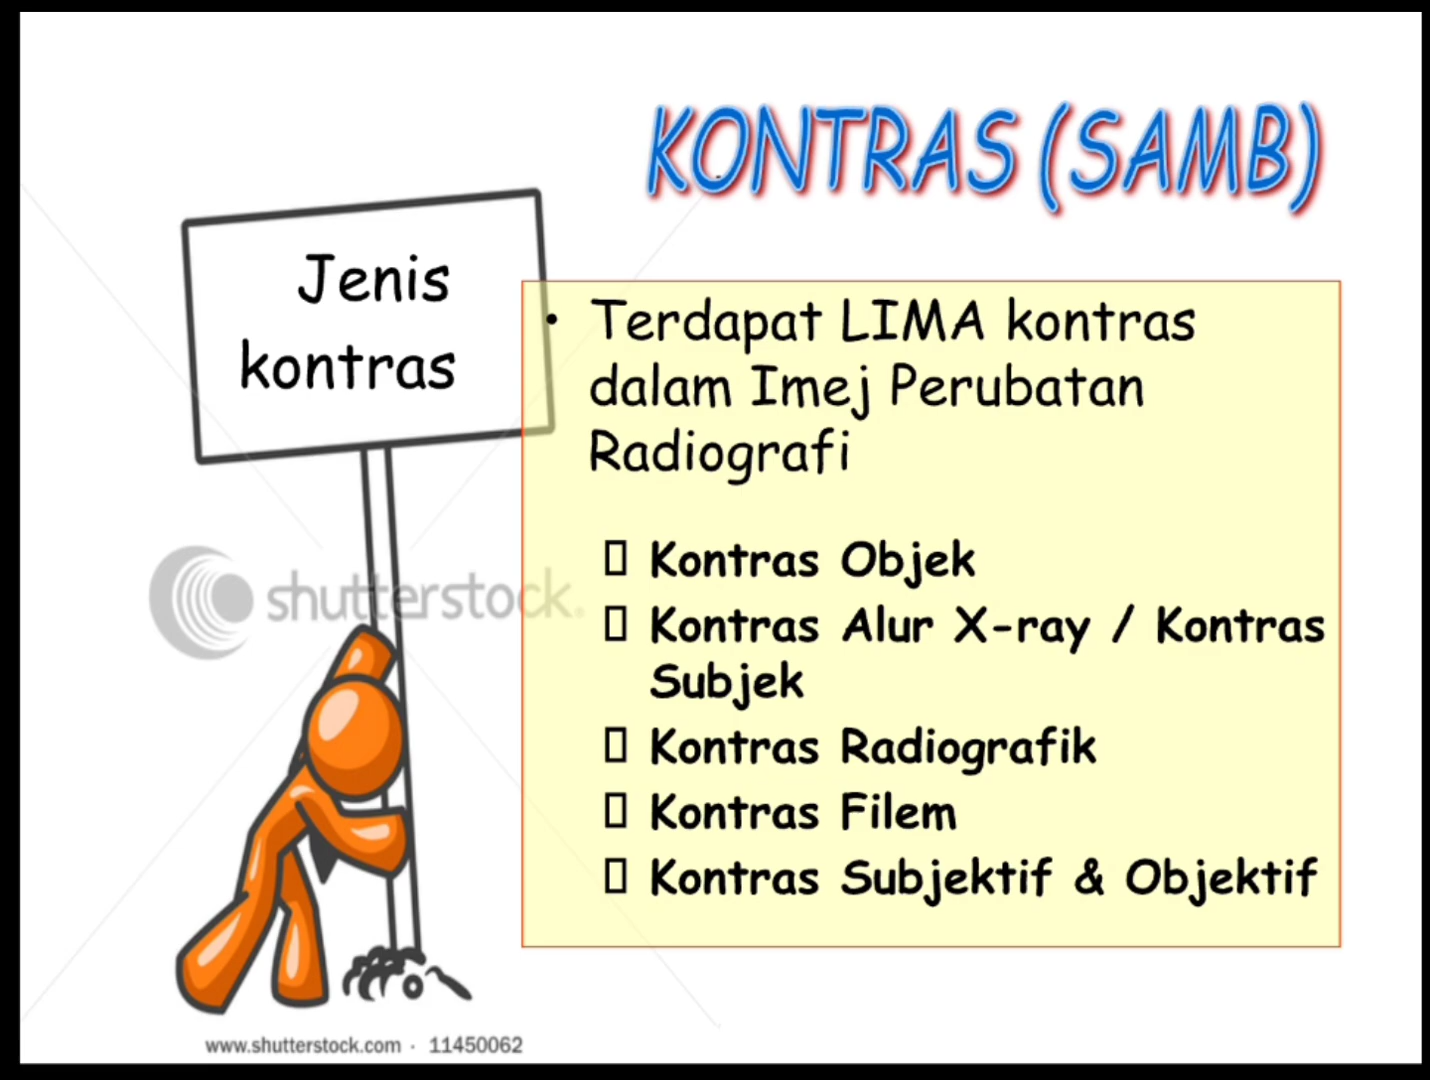 KONTRAS (SAMB)
Jenis
kontras
• Terdapat LIMA kontras
dalam Imej Perubatan
Radiografi
Kontras Objek
Kontras Alur X-ray / Kontras
Subjek
Kontras Radiografik
Kontras Filem
Kontras Subjektif & Objektif
shutterstock.
www.shutterstock.com · 11450062